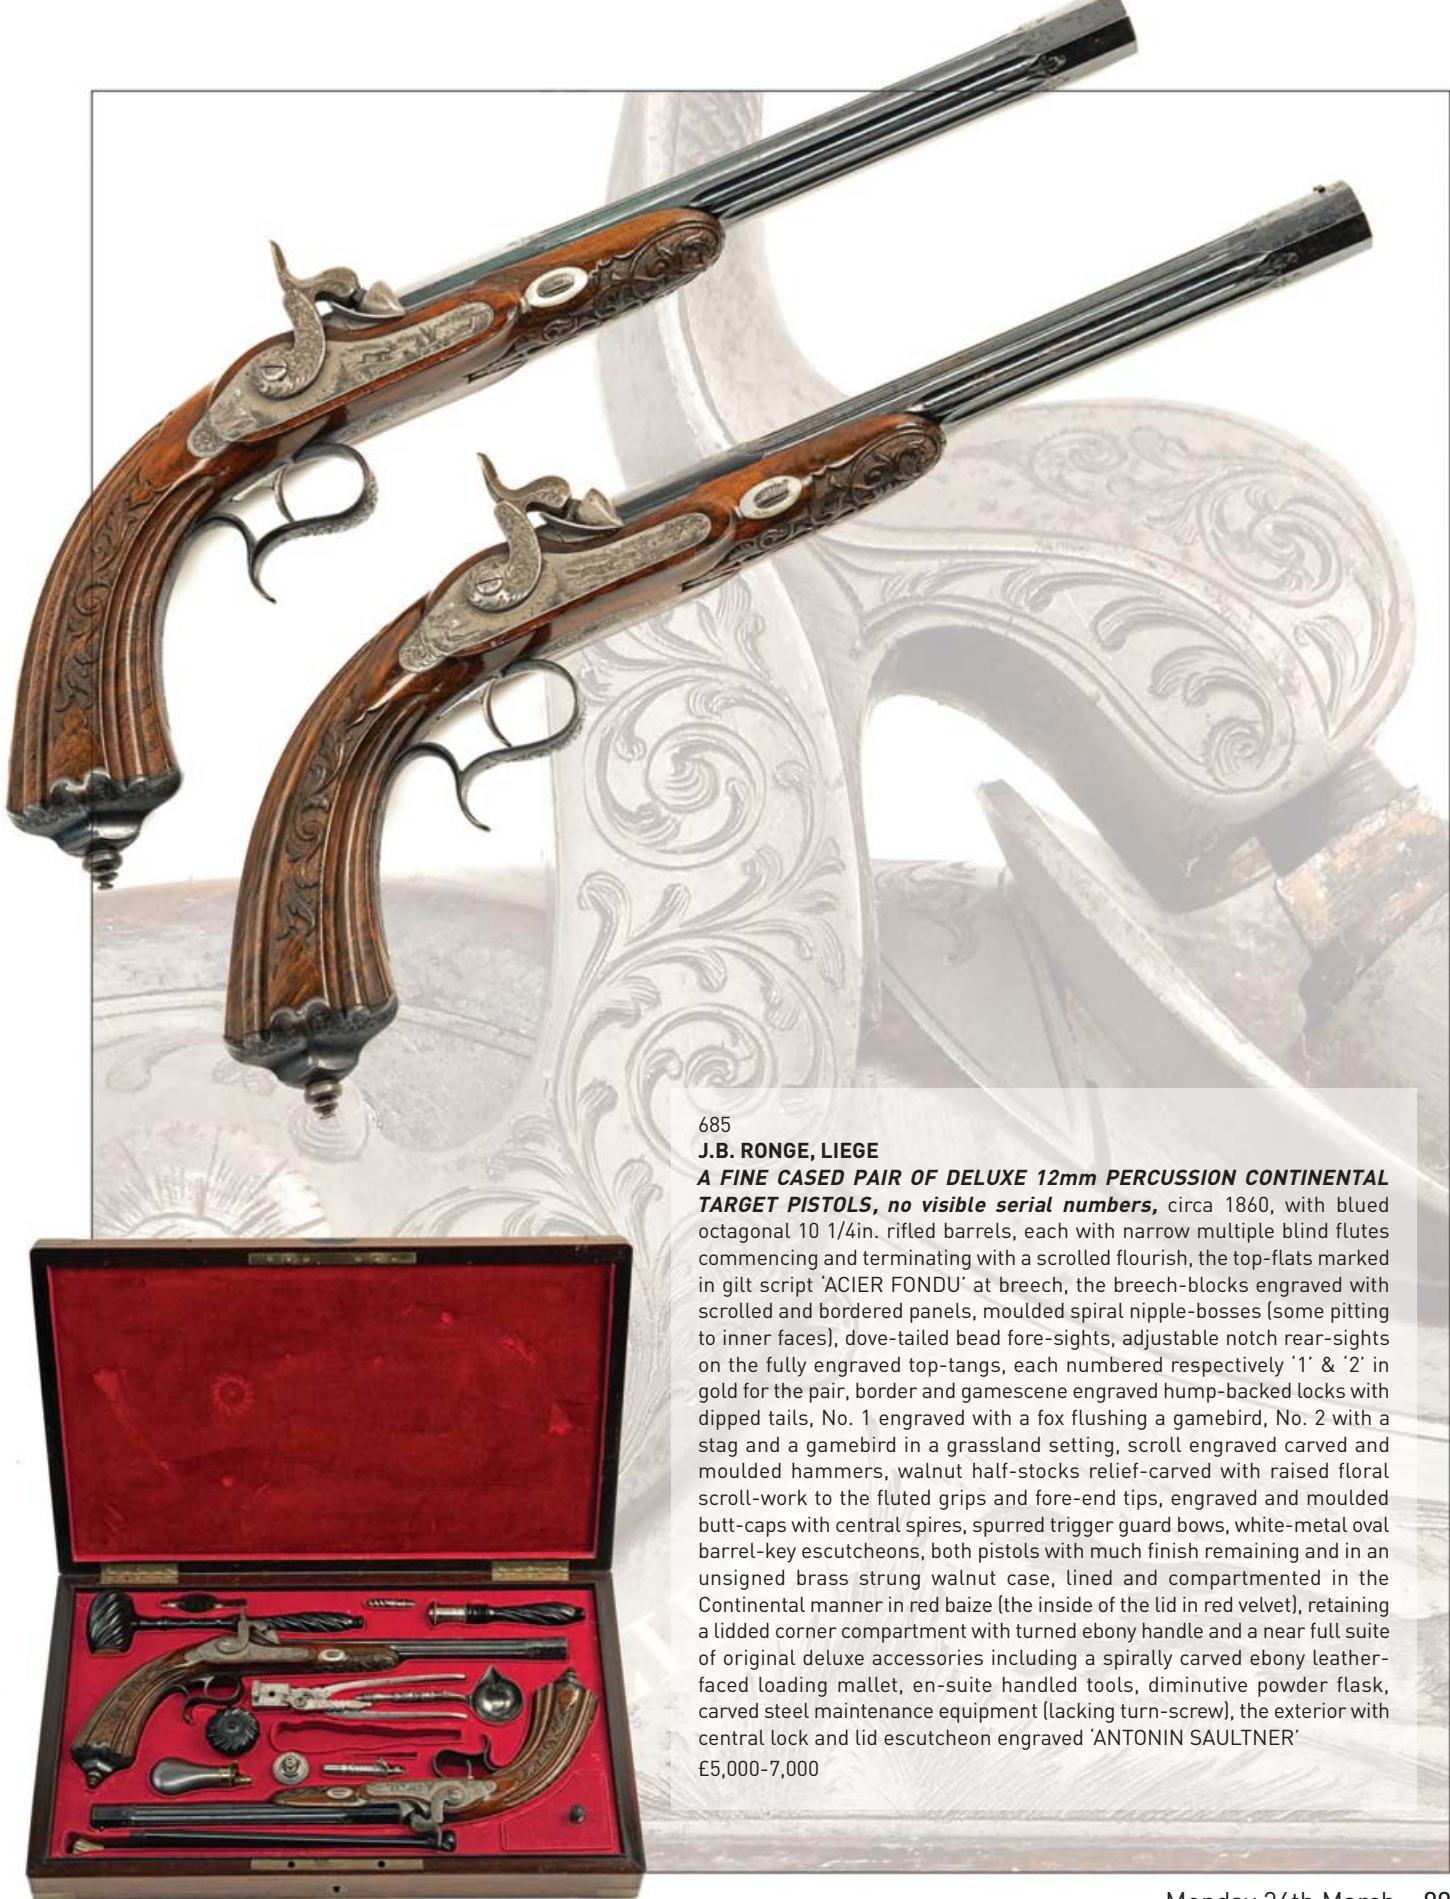 685
J.B. RONGE, LIEGE
A FINE CASED PAIR OF DELUXE 12mm PERCUSSION CONTINENTAL
TARGET PISTOLS, no visible serial numbers, circa 1860, with blued
octagonal 10 1/4in. rifled barrels, each with narrow multiple blind flutes
commencing and terminating with a scrolled flourish, the top-flats marked
in gilt script ‘ACIER FONDU’ at breech, the breech-blocks engraved with
scrolled and bordered panels, moulded spiral nipple-bosses (some pitting
to inner faces), dove-tailed bead fore-sights, adjustable notch rear-sights
on the fully engraved top-tangs, each numbered respectively ‘1’ & ‘2’ in
gold for the pair, border and gamescene engraved hump-backed locks with
dipped tails, No. 1 engraved with a fox flushing a gamebird, No. 2 with a
stag and a gamebird in a grassland setting, scroll engraved carved and
moulded hammers, walnut half-stocks relief-carved with raised floral
scroll-work to the fluted grips and fore-end tips, engraved and moulded
butt-caps with central spires, spurred trigger guard bows, white-metal oval
barrel-key escutcheons, both pistols with much finish remaining and in an
unsigned brass strung walnut case, lined and compartmented in the
Continental manner in red baize (the inside of the lid in red velvet), retaining
a lidded corner compartment with turned ebony handle and a near full suite
of original deluxe accessories including a spirally carved ebony leather-
faced loading mallet, en-suite handled tools, diminutive powder flask,
carved steel maintenance equipment (lacking turn-screw), the exterior with
central lock and lid escutcheon engraved ‘ANTONIN SAULTNER’
£5,000-7,000
Monday
March